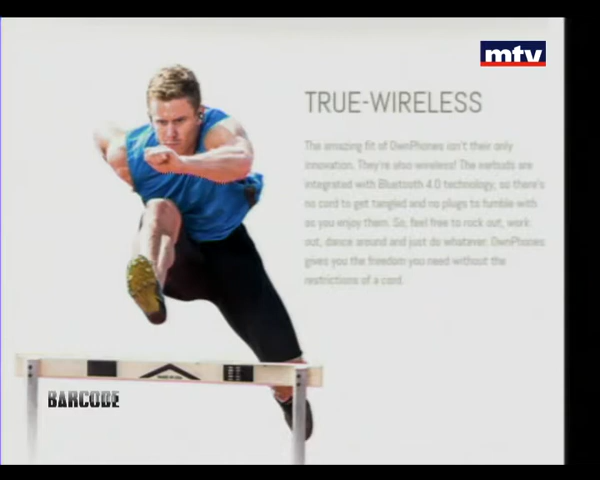 mtv
TRUE-WIRELESS
The amazing fit of OwnPhones isn't their only
innovation. They're also wireless! The earbuds are
integrated with Bluetooth 4.0 technology, so there's
no cord to get tangled and no plugs to fumble with
as you enjoy them. So, feel free to rock out, work
out, dance around and just do whatever. OwnPhones
gives you the freedom you need without the
restrictions of a cord.
BARCODE